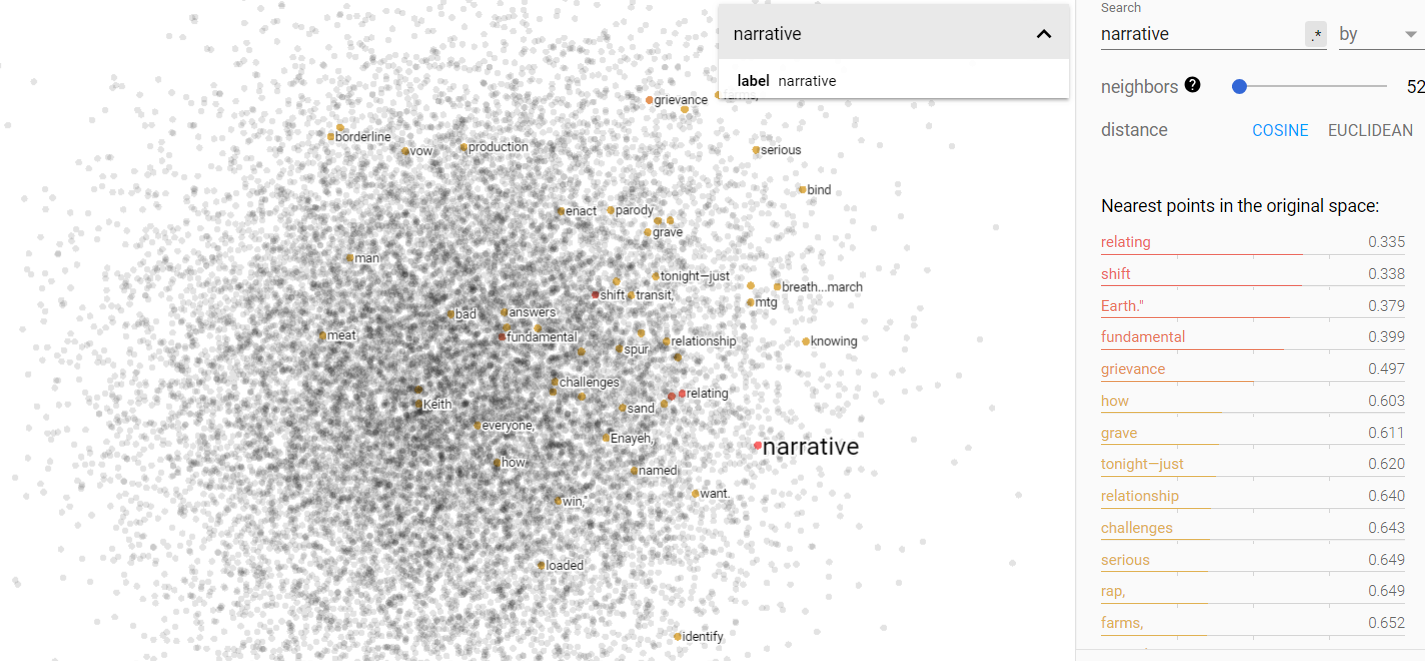 narrative
label narrative
farms,
grievance
borderline
vow
production
serious
bind
enact
parody
grave
man
tonight—just
breath...march
shift
transit,
mtg
bad
answers
meat
fundamental
relationship
knowing
spur
challenges
relating
Keith
sand
everyone,
Enayeh,
narrative
how
named
want.
win,"
loaded
identify
Search
narrative .* by
neighbors ? 52
distance COSINE EUCLIDEAN
Nearest points in the original space:
relating 0.335
shift 0.338
Earth." 0.379
fundamental 0.399
grievance 0.497
how 0.603
grave 0.611
tonight—just 0.620
relationship 0.640
challenges 0.643
serious 0.649
rap, 0.649
farms, 0.652